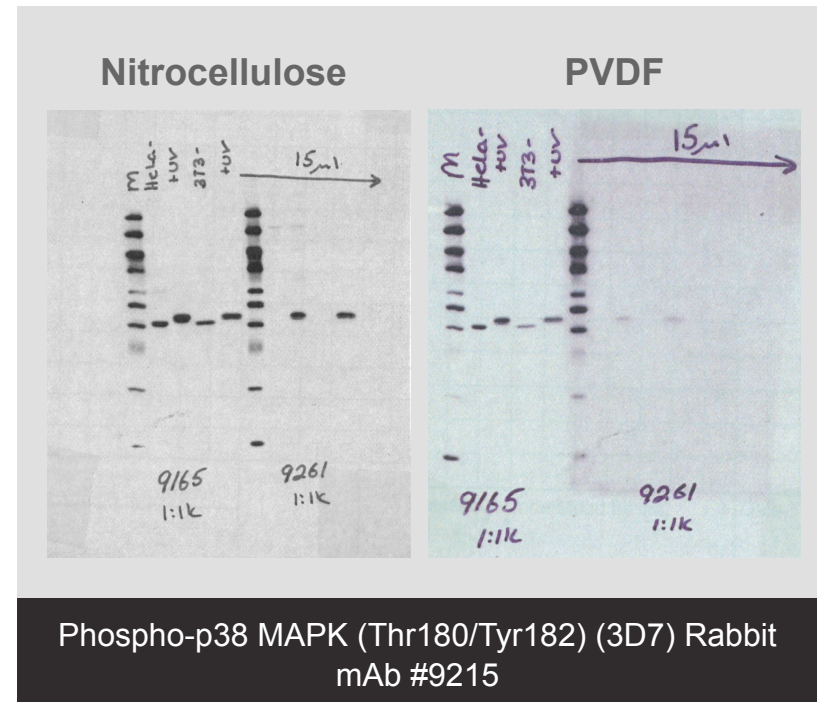 Nitrocellulose
PVDF
M
Hela-
+UV
3T3-
+UV
15µl
9165
1:1K
9261
1:1K
M
Hela-
+UV
3T3-
+UV
15µl
9165
1:1K
9261
1:1K
Phospho-p38 MAPK (Thr180/Tyr182) (3D7) Rabbit
mAb #9215